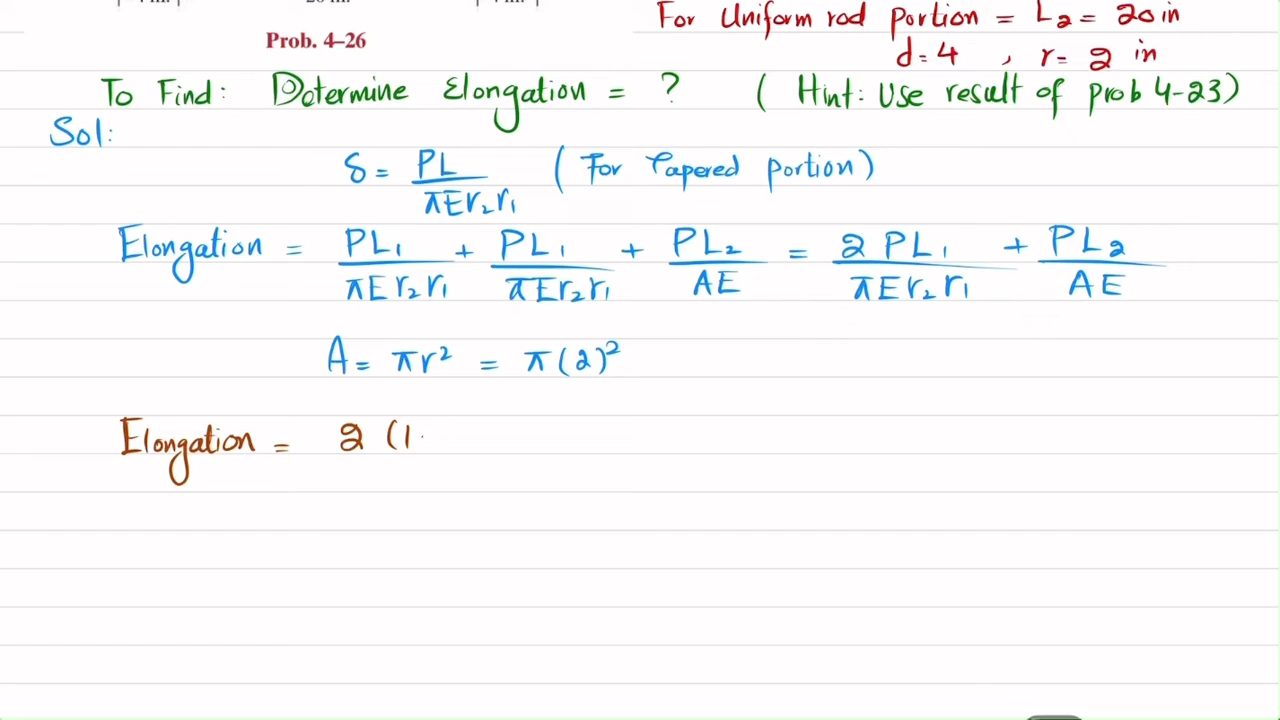 For Uniform rod portion = L₂ = 20 in
Prob. 4–26
d = 4 , r = 2 in
To Find: Determine Elongation = ? ( Hint: Use result of prob 4-23)
Sol:
δ = PL / πEr₂r₁ ( For Tapered portion)
Elongation = PL₁ / πEr₂r₁ + PL₁ / πEr₂r₁ + PL₂ / AE = 2PL₁ / πEr₂r₁ + PL₂ / AE
A = πr² = π(2)²
Elongation = 2 (1